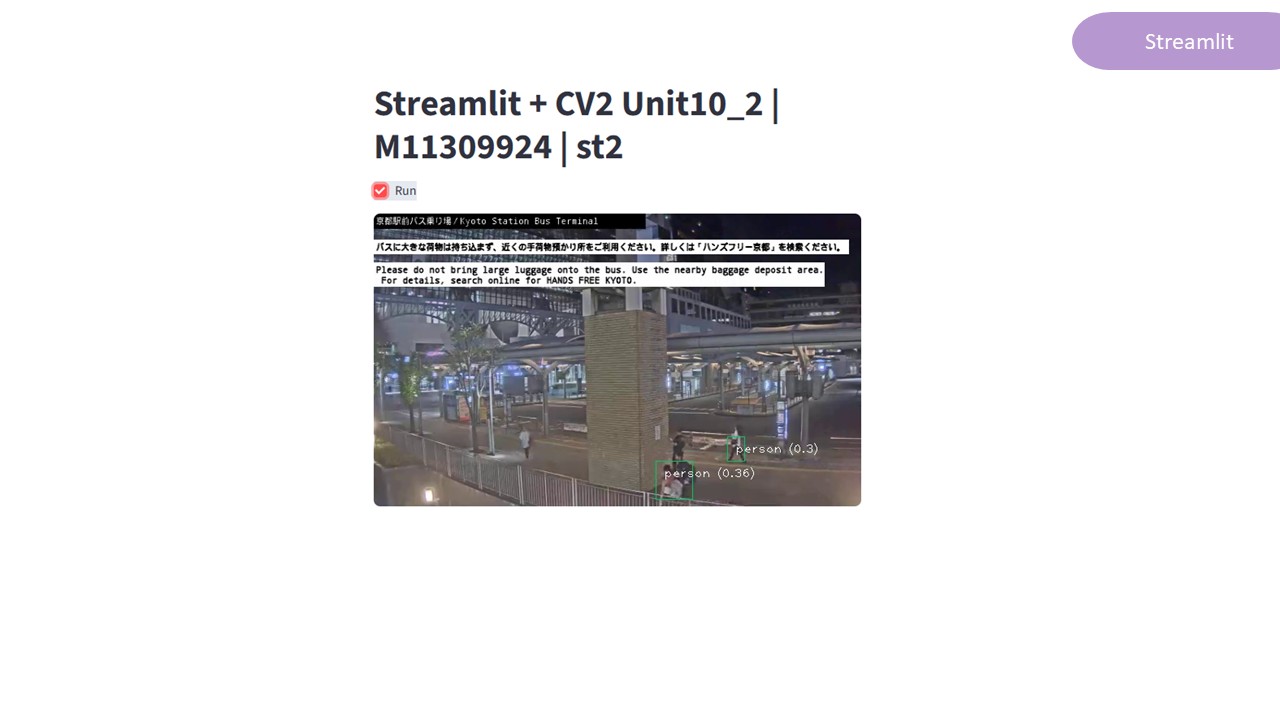 Streamlit
Streamlit + CV2 Unit10_2 |
M11309924 | st2
Run
京都駅前バス乗り場/Kyoto Station Bus Terminal
バスに大きな荷物は持ち込まず、近くの手荷物預かり所をご利用ください。詳しくは「ハンズフリー京都」を検索ください。
Please do not bring large luggage onto the bus. Use the nearby baggage deposit area.
For details, search online for HANDS FREE KYOTO.
person (0.3)
person (0.36)